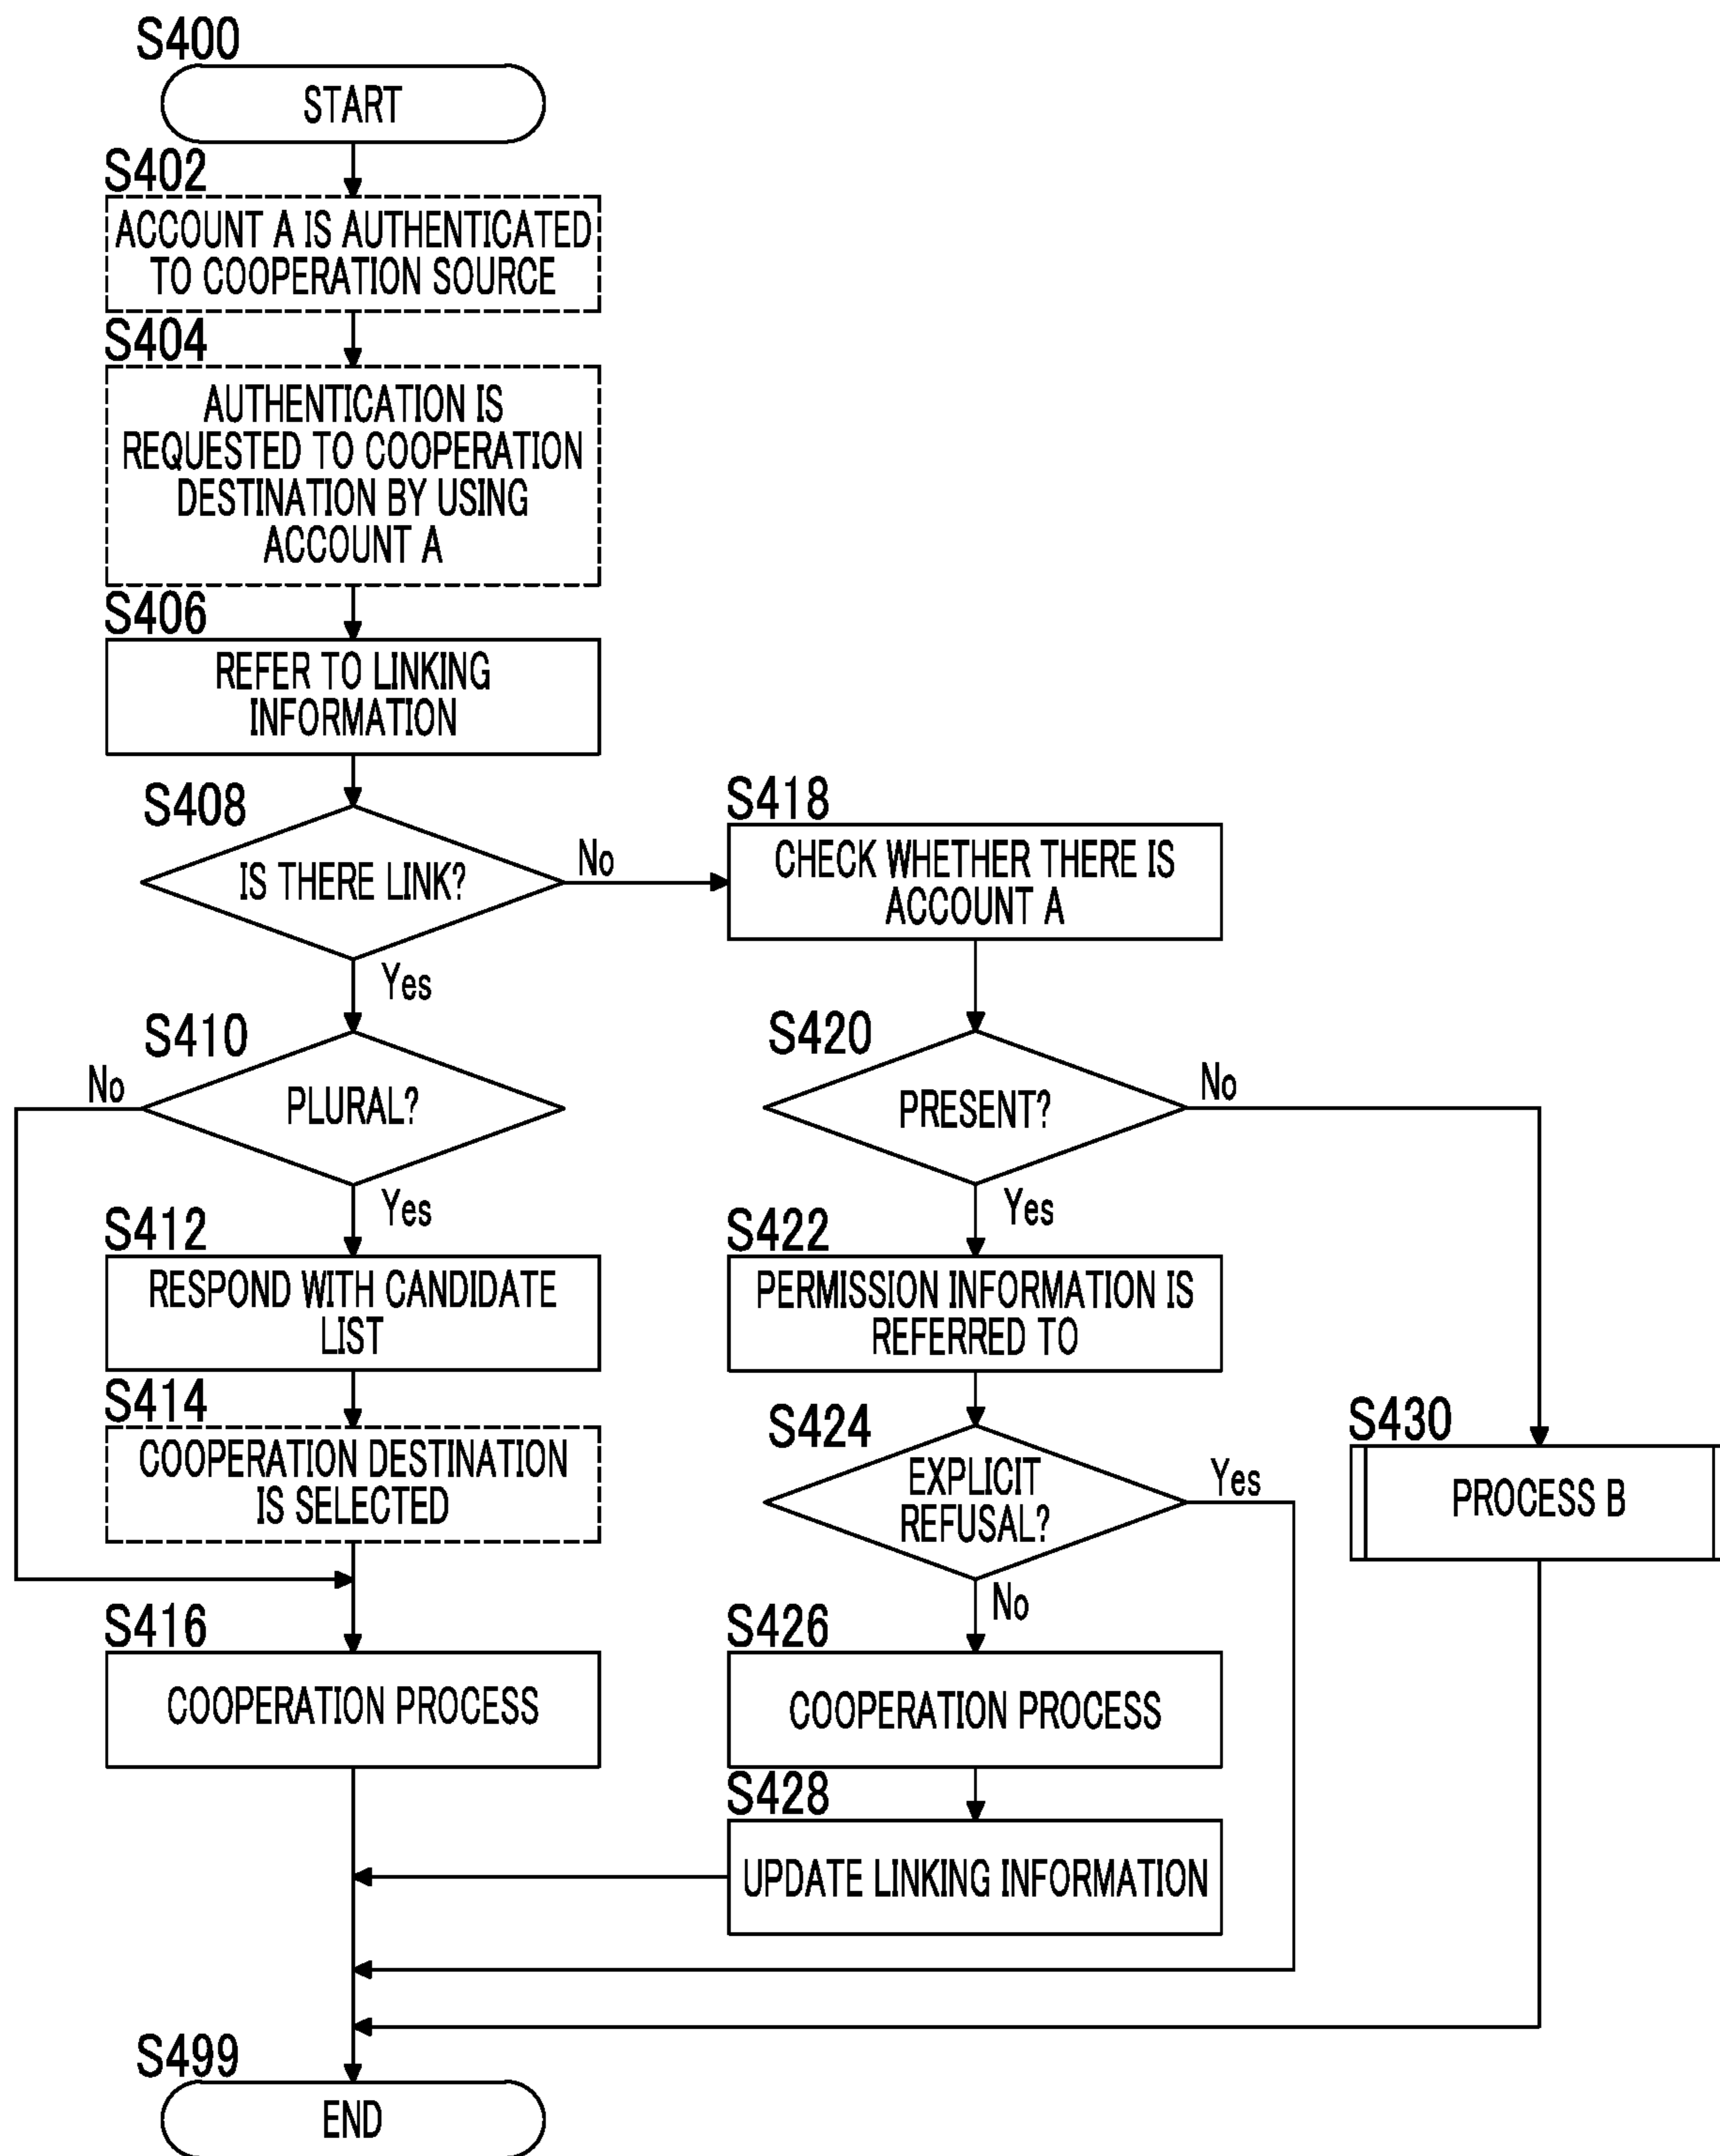 S400
START
S402
ACCOUNT A IS AUTHENTICATED
TO COOPERATION SOURCE
S404
AUTHENTICATION IS
REQUESTED TO COOPERATION
DESTINATION BY USING
ACCOUNT A
S406
REFER TO LINKING
INFORMATION
S408
IS THERE LINK?
No
Yes
S410
PLURAL?
No
Yes
S412
RESPOND WITH CANDIDATE
LIST
S414
COOPERATION DESTINATION
IS SELECTED
S416
COOPERATION PROCESS
S418
CHECK WHETHER THERE IS
ACCOUNT A
S420
PRESENT?
No
Yes
S422
PERMISSION INFORMATION IS
REFERRED TO
S424
EXPLICIT
REFUSAL?
Yes
No
S426
COOPERATION PROCESS
S428
UPDATE LINKING INFORMATION
S430
PROCESS B
S499
END